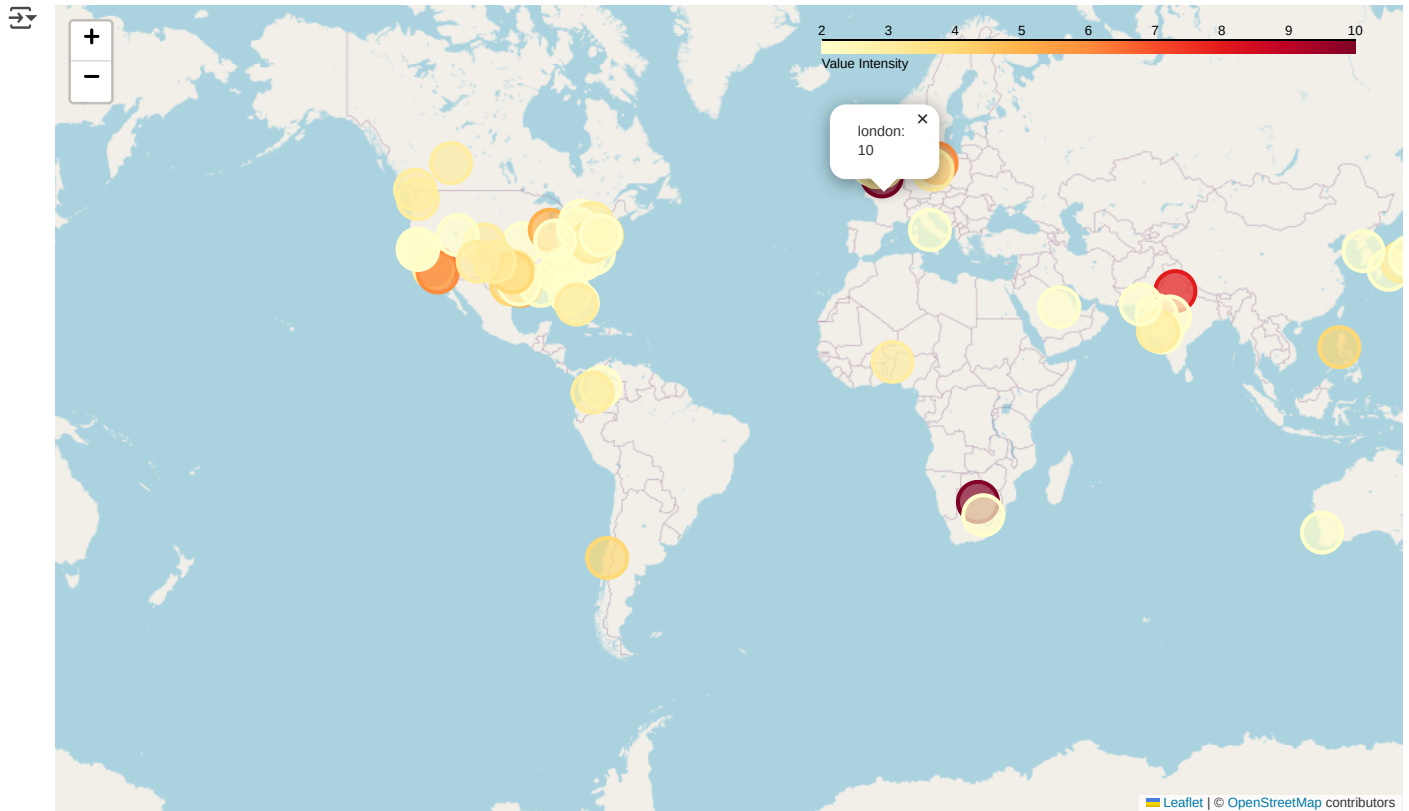 +
−
2 3 4 5 6 7 8 9 10
Value Intensity
×
london:
10
Leaflet | © OpenStreetMap contributors